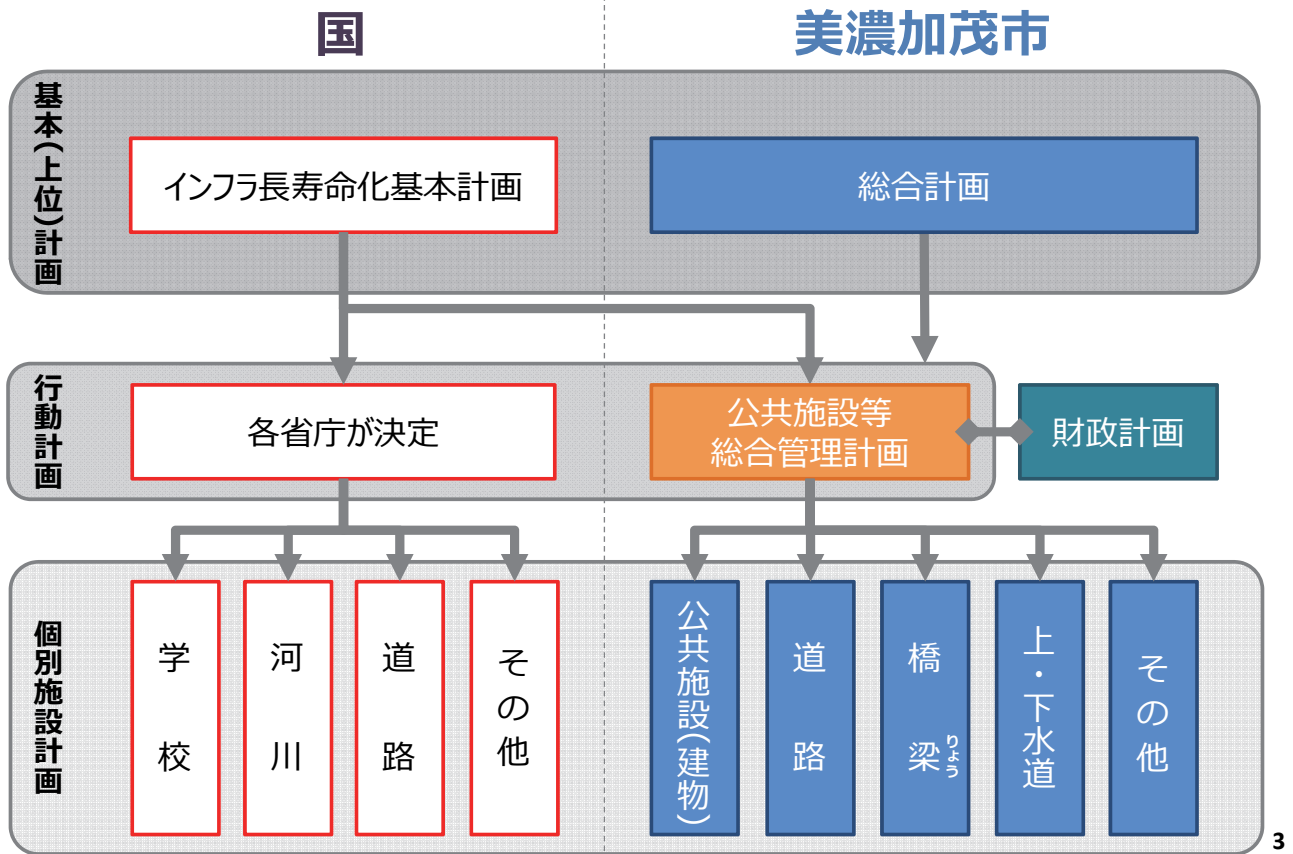 国
美濃加茂市
基本(上位)計画
インフラ長寿命化基本計画
総合計画
行動計画
各省庁が決定
公共施設等
総合管理計画
財政計画
個別施設計画
学校
河川
道路
その他
公共施設(建物)
道路
橋梁
りょう
上・下水道
その他
3